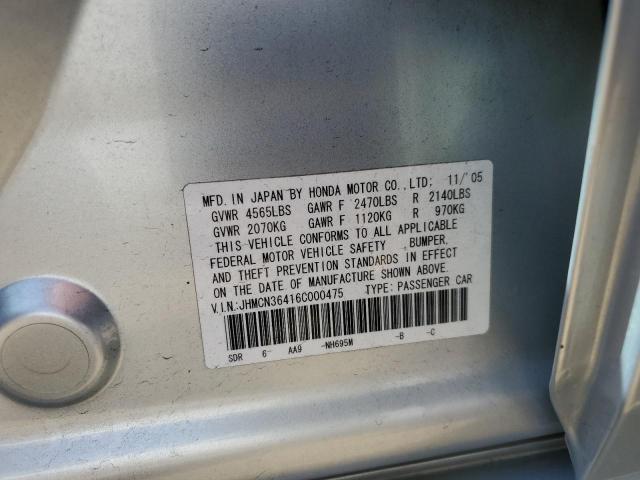 MFD. IN JAPAN BY HONDA MOTOR CO., LTD; 11/'05
GVWR 4565LBS GAWR F 2470LBS R 2140LBS
GVWR 2070KG GAWR F 1120KG R 970KG
THIS VEHICLE CONFORMS TO ALL APPLICABLE
FEDERAL MOTOR VEHICLE SAFETY BUMPER,
AND THEFT PREVENTION STANDARDS IN EFFECT
ON THE DATE OF MANUFACTURE SHOWN ABOVE.
V.I.N.:JHMCN36416C000475 TYPE: PASSENGER CAR
SDR 6- AA9 -NH695M -B -C